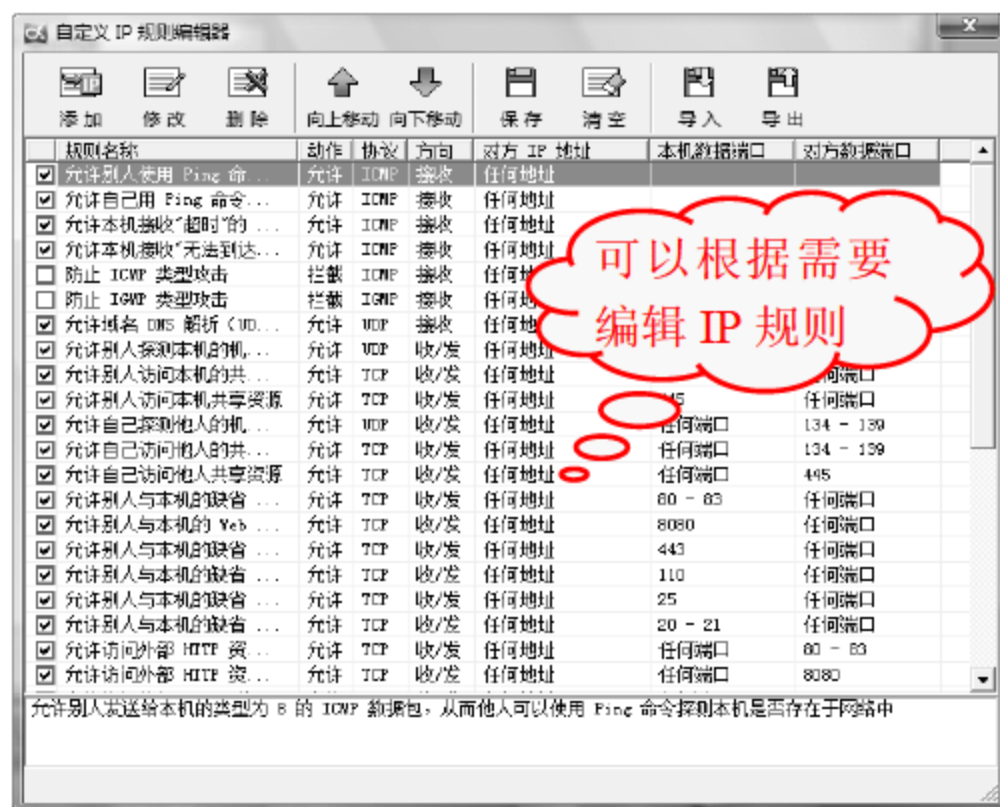 自定义 IP 规则编辑器
添加 修改 删除 向上移动 向下移动 保存 清空 导入 导出
规则名称 动作 协议 方向 对方 IP 地址 本机数据端口 对方数据端口
允许别人使用 Ping 命... 允许 ICMP 接收 任何地址
允许自己用 Ping 命令... 允许 ICMP 接收 任何地址
允许本机接收"超时"的 ... 允许 ICMP 接收 任何地址
允许本机接收"无法到达... 允许 ICMP 接收 任何地址
防止 ICMP 类型攻击 拦截 ICMP 接收 任何地
防止 IGMP 类型攻击 拦截 IGMP 接收 任何地
允许域名 DNS 解析（UD... 允许 UDP 接收 任何地
允许别人探测本机的机... 允许 UDP 收/发 任何地
允许别人访问本机的共... 允许 TCP 收/发 任何地址 何端口
允许别人访问本机共享资源 允许 TCP 收/发 任何地址 任何端口
允许自己探测他人的机... 允许 UDP 收/发 任何地址 任何端口 134 - 139
允许自己访问他人的共... 允许 TCP 收/发 任何地址 任何端口 134 - 139
允许自己访问他人共享资源 允许 TCP 收/发 任何地址 任何端口 445
允许别人与本机的缺省 ... 允许 TCP 收/发 任何地址 80 - 83 任何端口
允许别人与本机的 Web ... 允许 TCP 收/发 任何地址 8080 任何端口
允许别人与本机的缺省 ... 允许 TCP 收/发 任何地址 443 任何端口
允许别人与本机的缺省 ... 允许 TCP 收/发 任何地址 110 任何端口
允许别人与本机的缺省 ... 允许 TCP 收/发 任何地址 25 任何端口
允许别人与本机的缺省 ... 允许 TCP 收/发 任何地址 20 - 21 任何端口
允许访问外部 HTTP 资... 允许 TCP 收/发 任何地址 任何端口 80 - 83
允许访问外部 HTTP 资... 允许 TCP 收/发 任何地址 任何端口 8080
可以根据需要
编辑 IP 规则
允许别人发送给本机的类型为 8 的 ICMP 数据包，从而他人可以使用 Ping 命令探测本机是否存在于网络中